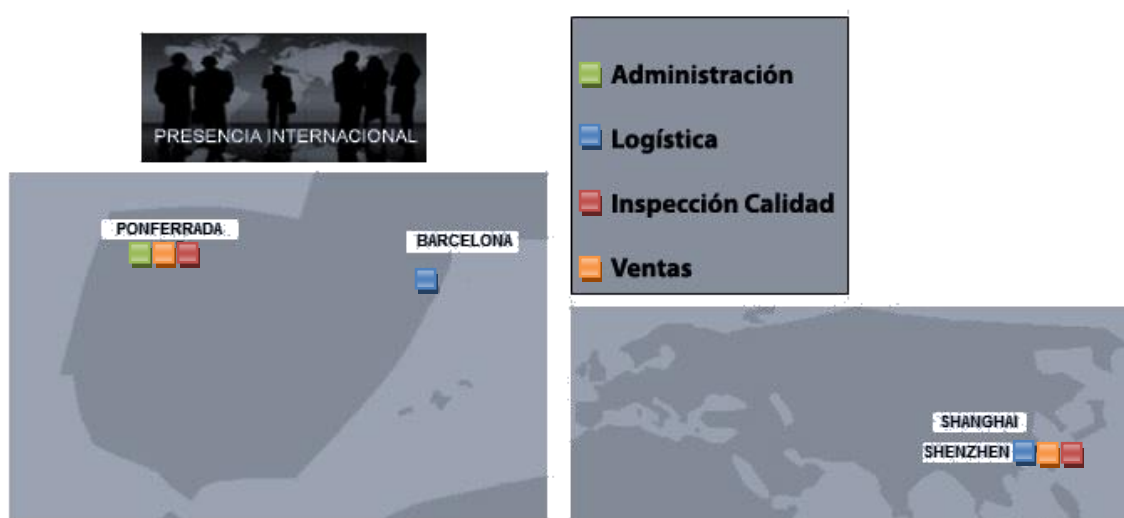 PRESENCIA INTERNACIONAL
Administración
Logística
Inspección Calidad
Ventas
PONFERRADA
BARCELONA
SHANGHAI
SHENZHEN